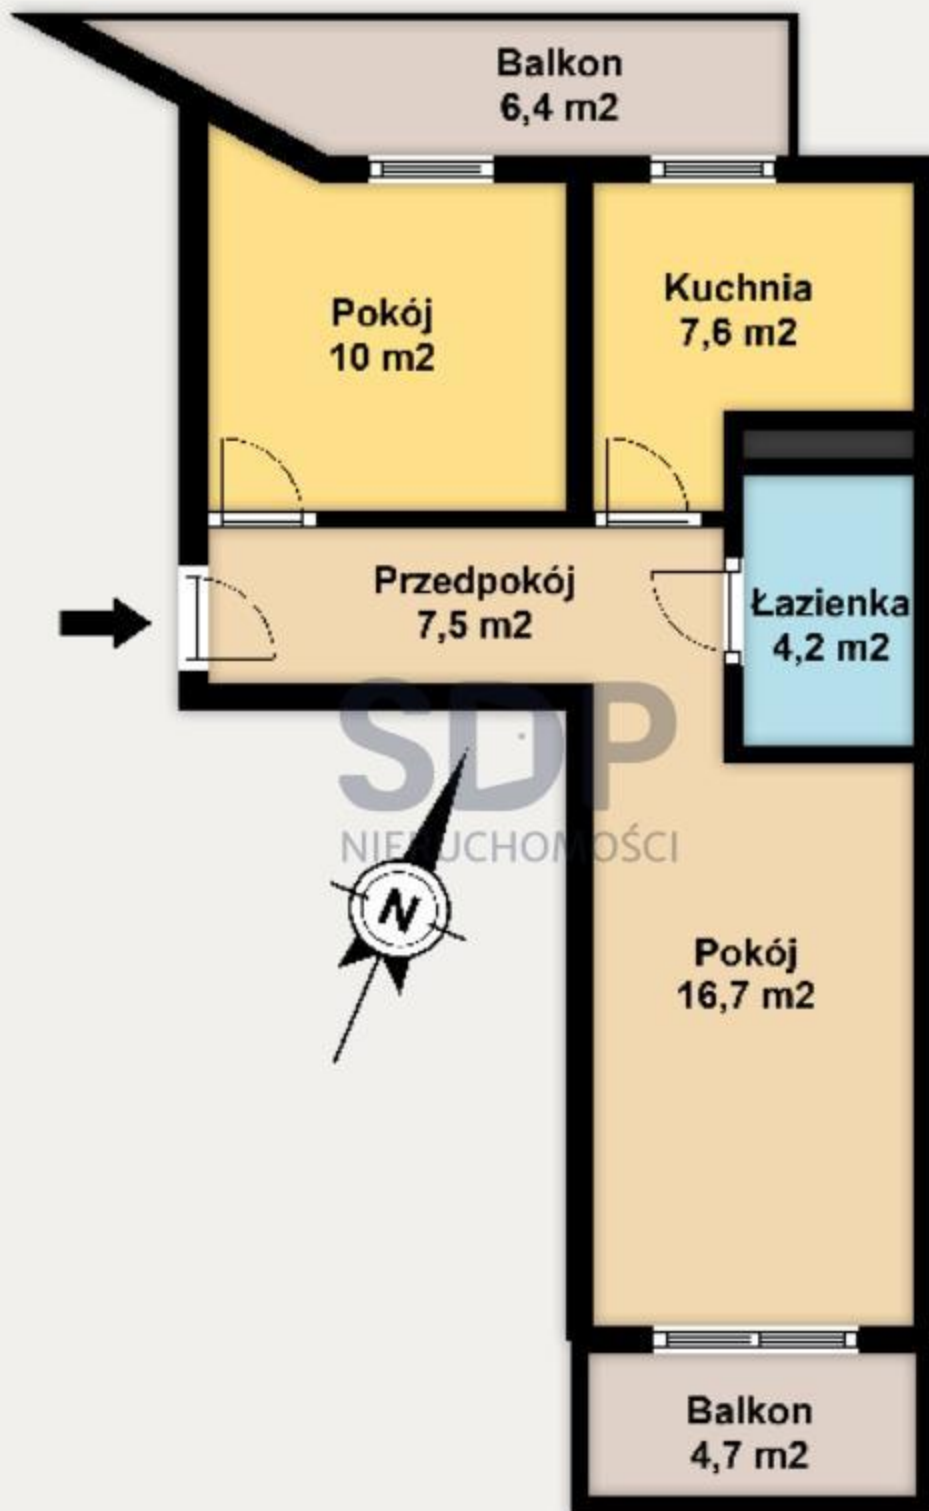 Balkon
6,4 m2
Pokój
10 m2
Kuchnia
7,6 m2
Przedpokój
7,5 m2
Łazienka
4,2 m2
SDP
NIERUCHOMOŚCI
N
Pokój
16,7 m2
Balkon
4,7 m2